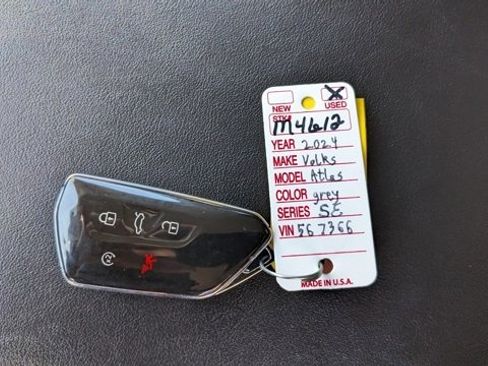 NEW USED
STK#
M4612
YEAR 2024
MAKE Volks
MODEL Atlas
COLOR grey
SERIES SE
VIN 567366
MADE IN U.S.A.